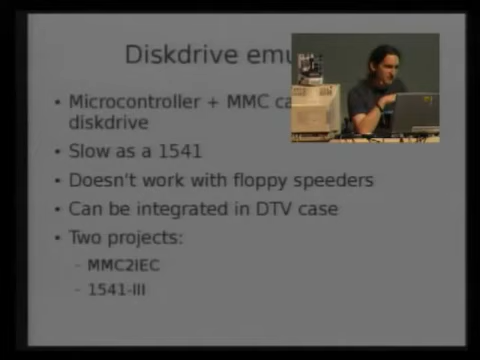 Diskdrive emu
• Microcontroller + MMC ca
diskdrive
• Slow as a 1541
• Doesn't work with floppy speeders
• Can be integrated in DTV case
• Two projects:
- MMC2IEC
- 1541-III